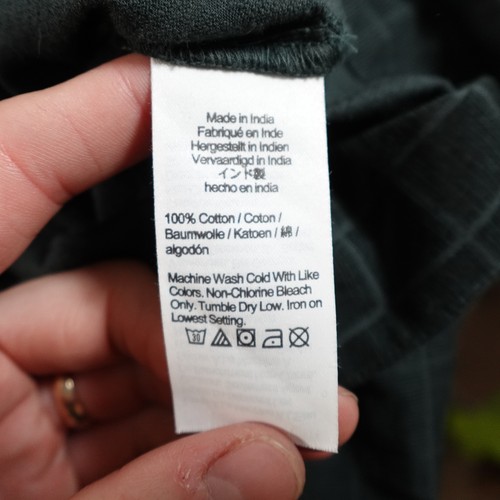 Made in India
Fabriqué en Inde
Hergestellt in Indien
Vervaardigd in India
インド製
hecho en india
100% Cotton / Coton /
Baumwolle / Katoen / 綿 /
algodón
Machine Wash Cold With Like
Colors. Non-Chlorine Bleach
Only. Tumble Dry Low. Iron on
Lowest Setting.
30